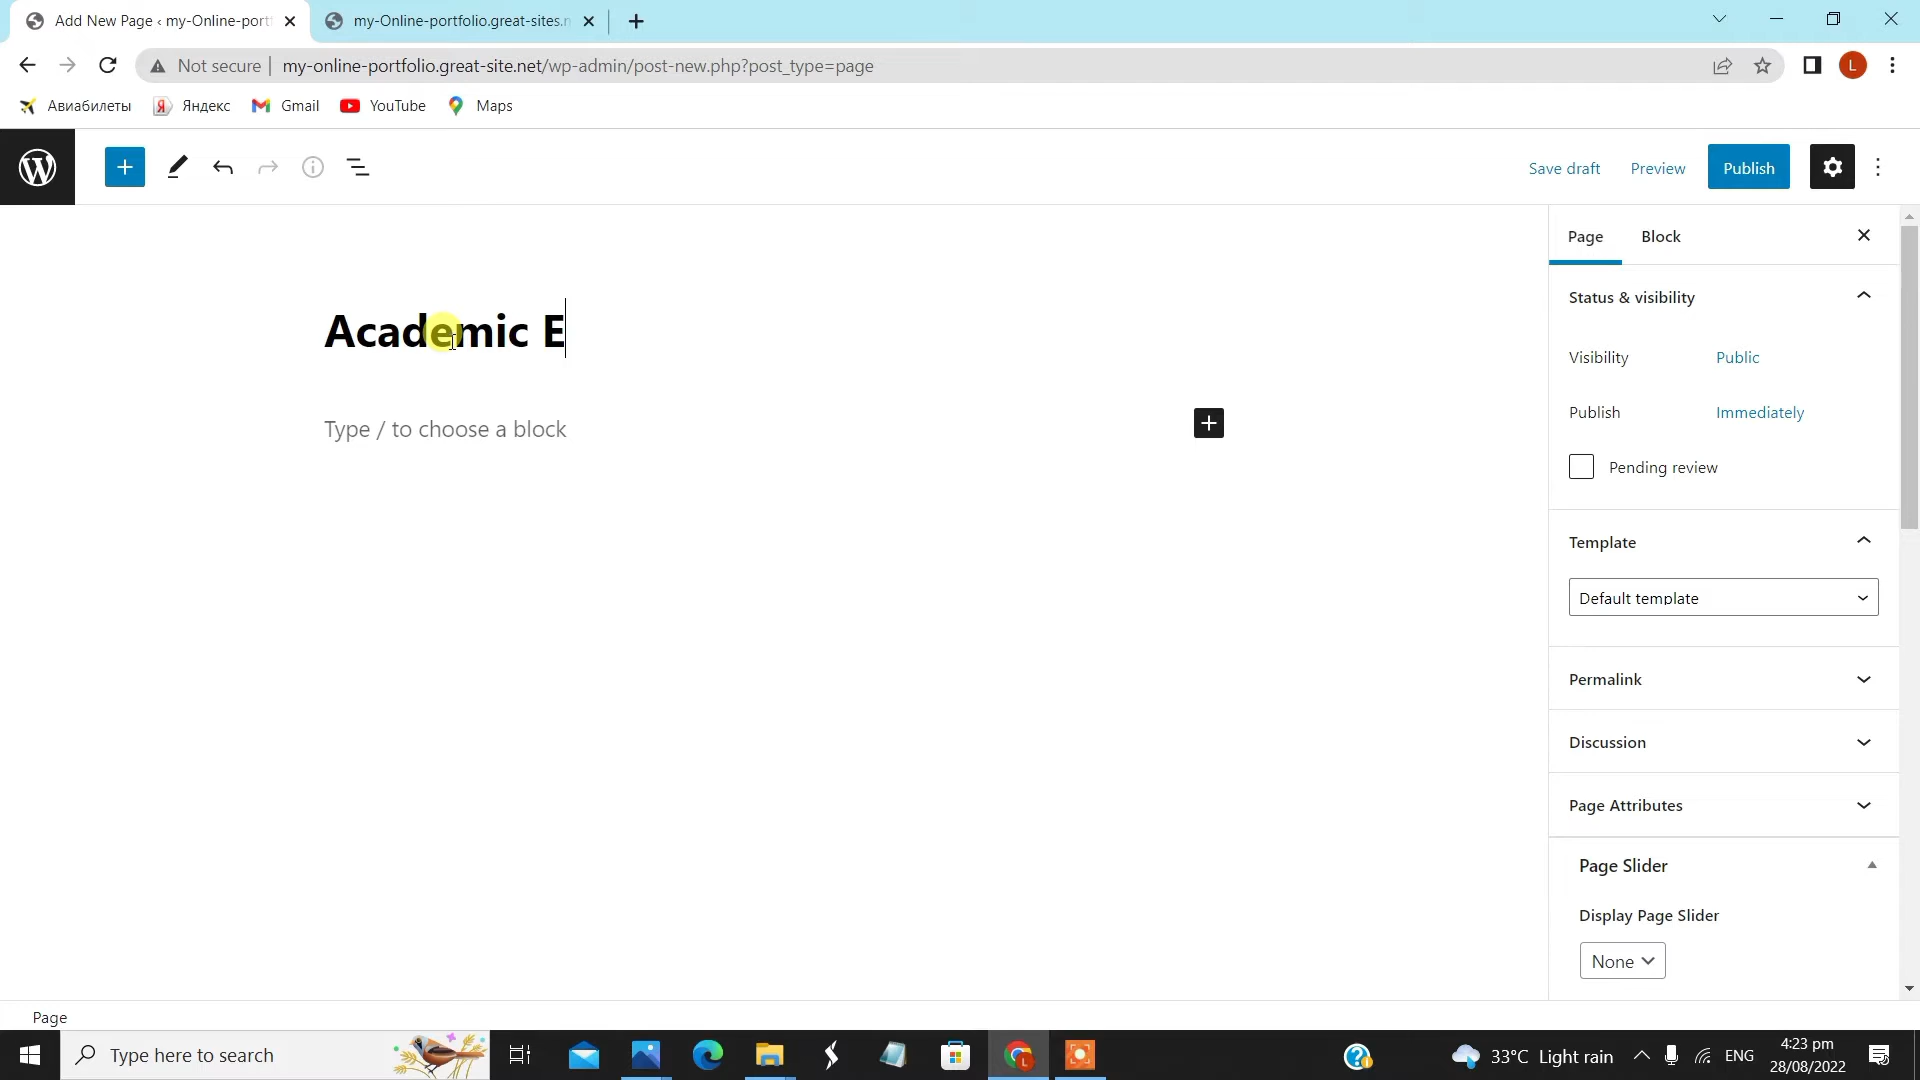 Add New Page ‹ my-Online-port
my-Online-portfolio.great-sites.n
Not secure
my-online-portfolio.great-site.net/wp-admin/post-new.php?post_type=page
L
Авиабилеты
Яндекс
Gmail
YouTube
Maps
Save draft
Preview
Publish
Page
Block
Status & visibility
Academic E
Visibility
Public
Publish
Immediately
Type / to choose a block
Pending review
Template
Default template
Permalink
Discussion
Page Attributes
Page Slider
Display Page Slider
None
Page
Type here to search
33°C Light rain
ENG
4:23 pm
28/08/2022